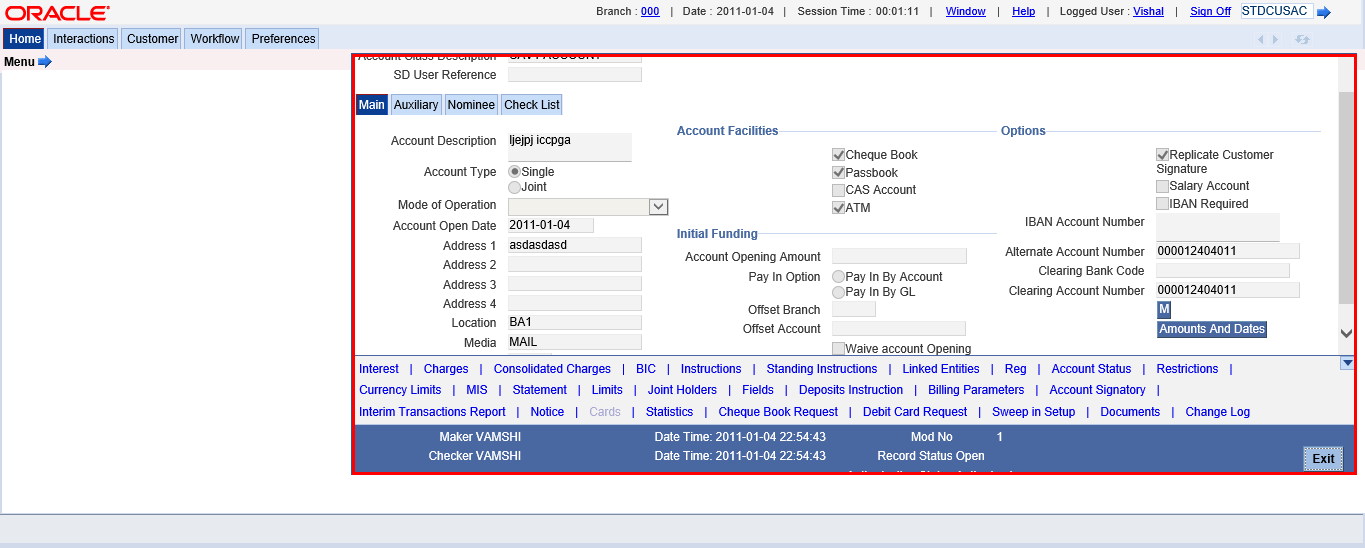 ORACLE
Branch : 000 | Date : 2011-01-04 | Session Time : 00:01:11 | Window | Help | Logged User : Vishal | Sign Off STDCUSAC
Home Interactions Customer Workflow Preferences
Menu
Account Class Description
SD User Reference
Main Auxiliary Nominee Check List
Account Description ljejpj iccpga
Account Type Single
Joint
Mode of Operation
Account Open Date 2011-01-04
Address 1 asdasdasd
Address 2
Address 3
Address 4
Location BA1
Media MAIL
Account Facilities
Cheque Book
Passbook
CAS Account
ATM
Initial Funding
Account Opening Amount
Pay In Option Pay In By Account
Pay In By GL
Offset Branch
Offset Account
Waive account Opening
Options
Replicate Customer
Signature
Salary Account
IBAN Required
IBAN Account Number
Alternate Account Number 000012404011
Clearing Bank Code
Clearing Account Number 000012404011
M
Amounts And Dates
Interest | Charges | Consolidated Charges | BIC | Instructions | Standing Instructions | Linked Entities | Reg | Account Status | Restrictions |
Currency Limits | MIS | Statement | Limits | Joint Holders | Fields | Deposits Instruction | Billing Parameters | Account Signatory |
Interim Transactions Report | Notice | Cards | Statistics | Cheque Book Request | Debit Card Request | Sweep in Setup | Documents | Change Log
Maker VAMSHI Date Time: 2011-01-04 22:54:43 Mod No 1
Checker VAMSHI Date Time: 2011-01-04 22:54:43 Record Status Open
Exit